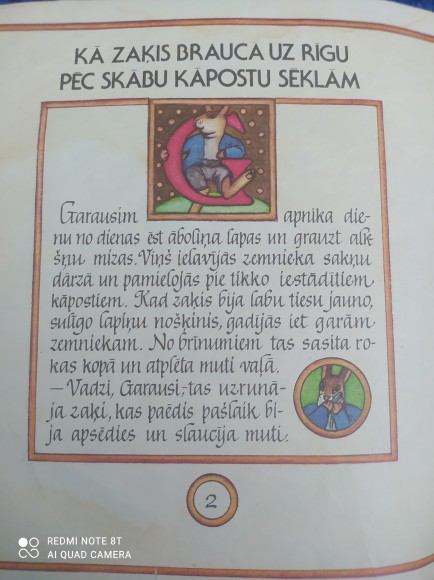 KĀ ZAĶIS BRAUCA UZ RĪGU
PĒC SKĀBU KĀPOSTU SĒKLĀM
G
Garausim apnika die-
nu no dienas ēst āboliņa lapas un grauzt alk-
šņu mizas. Viņš ielavījās zemnieka sakņu
dārzā un pamielojās pie tikko iestādītiem
kāpostiem. Kad zaķis bija labu tiesu jauno,
sulīgo lapiņu nošķinis, gadījās iet garām
zemniekam. No brīnumiem tas sasita ro-
kas kopā un atplēta muti vaļā.
— Vadzi, Garausi,- tas uzrunā-
ja zaķi, kas paēdis pašlaik bi-
ja apsēdies un slaucīja muti.
2
REDMI NOTE 8T
AI QUAD CAMERA